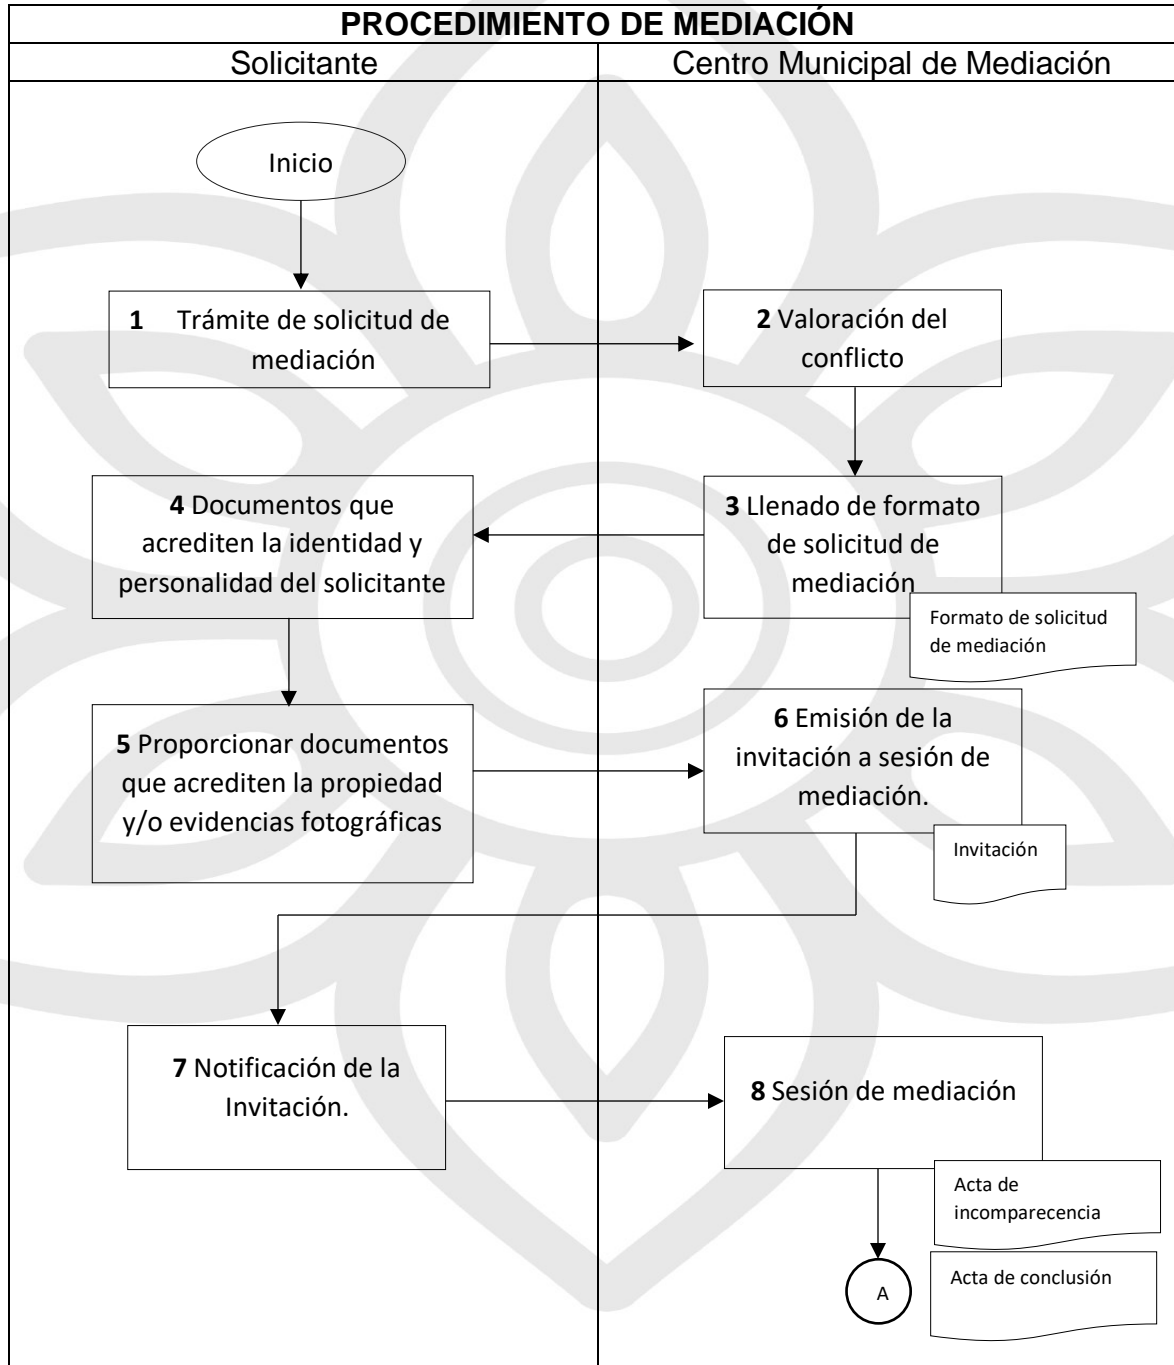 PROCEDIMIENTO DE MEDIACIÓN
Solicitante
Centro Municipal de Mediación
Inicio
1 Trámite de solicitud de
mediación
2 Valoración del
conflicto
3 Llenado de formato
de solicitud de
mediación
Formato de solicitud
de mediación
4 Documentos que
acrediten la identidad y
personalidad del solicitante
5 Proporcionar documentos
que acrediten la propiedad
y/o evidencias fotográficas
6 Emisión de la
invitación a sesión de
mediación.
Invitación
7 Notificación de la
Invitación.
8 Sesión de mediación
Acta de
incomparecencia
Acta de conclusión
A